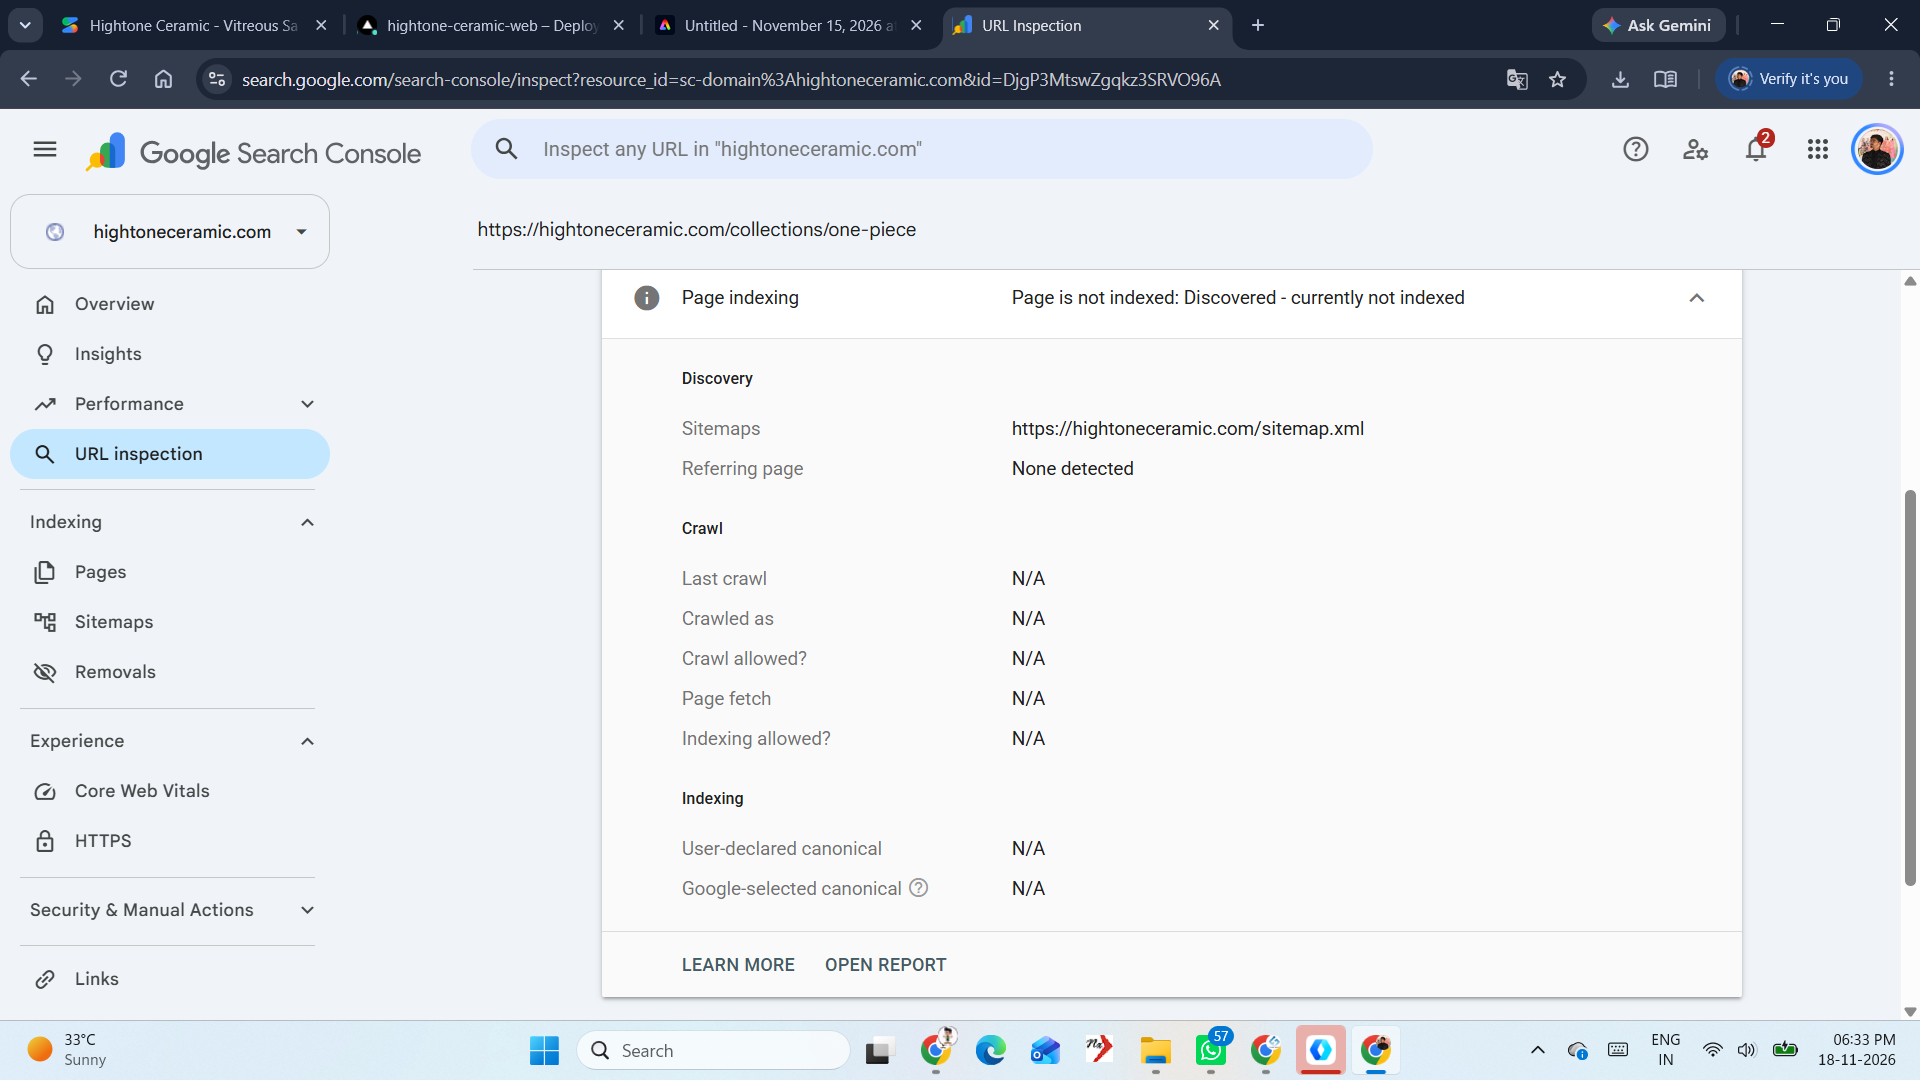 Hightone Ceramic - Vitreous Sa
hightone-ceramic-web – Deploy
Untitled - November 15, 2026 a
URL Inspection
Ask Gemini
search.google.com/search-console/inspect?resource_id=sc-domain%3Ahightoneceramic.com&id=DjgP3MtswZgqkz3SRVO96A
Verify it's you
Google Search Console
Inspect any URL in "hightoneceramic.com"
2
hightoneceramic.com
https://hightoneceramic.com/collections/one-piece
Overview
Insights
Performance
URL inspection
Indexing
Pages
Sitemaps
Removals
Experience
Core Web Vitals
HTTPS
Security & Manual Actions
Links
Page indexing
Page is not indexed: Discovered - currently not indexed
Discovery
Sitemaps https://hightoneceramic.com/sitemap.xml
Referring page None detected
Crawl
Last crawl N/A
Crawled as N/A
Crawl allowed? N/A
Page fetch N/A
Indexing allowed? N/A
Indexing
User-declared canonical N/A
Google-selected canonical N/A
LEARN MORE OPEN REPORT
33°C
Sunny
Search
57
ENG
IN
06:33 PM
18-11-2026